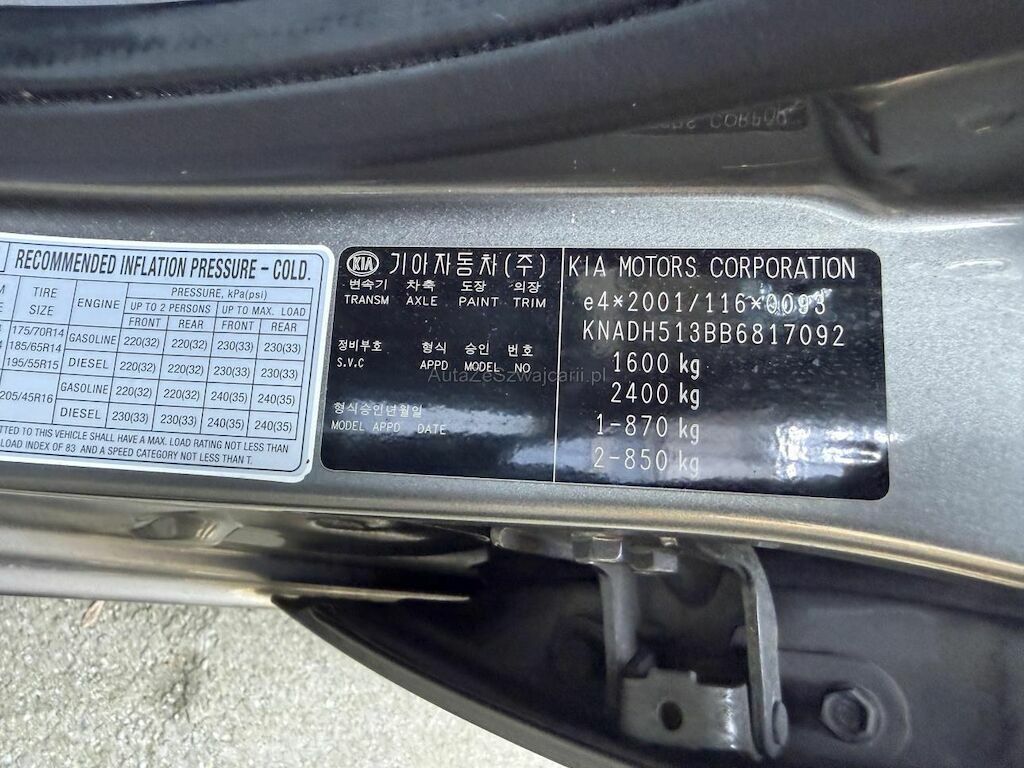 RECOMMENDED INFLATION PRESSURE – COLD.
TIRE SIZE ENGINE PRESSURE, kPa(psi)
UP TO 2 PERSONS UP TO MAX. LOAD
FRONT REAR FRONT REAR
175/70R14
185/65R14
195/55R15
GASOLINE 220(32) 220(32) 230(33) 230(33)
DIESEL 220(32) 220(32) 230(33) 230(33)
205/45R16
GASOLINE 220(32) 220(32) 240(35) 240(35)
DIESEL 230(33) 230(33) 240(35) 240(35)
TO THIS VEHICLE SHALL HAVE A MAX. LOAD RATING NOT LESS THAN
LOAD INDEX OF 83 AND A SPEED CATEGORY NOT LESS THAN T.
KIA 기아자동차(주)
변속기 차축 도장 의장
TRANSM AXLE PAINT TRIM
정비부호 형식 승인 번호
S.V.C APPD MODEL NO
형식승인년월일
MODEL APPD DATE
KIA MOTORS CORPORATION
e4*2001/116*0093
KNADH513BB6817092
1600 kg
2400 kg
1-870 kg
2-850 kg
AutaZeSzwajcarii.pl